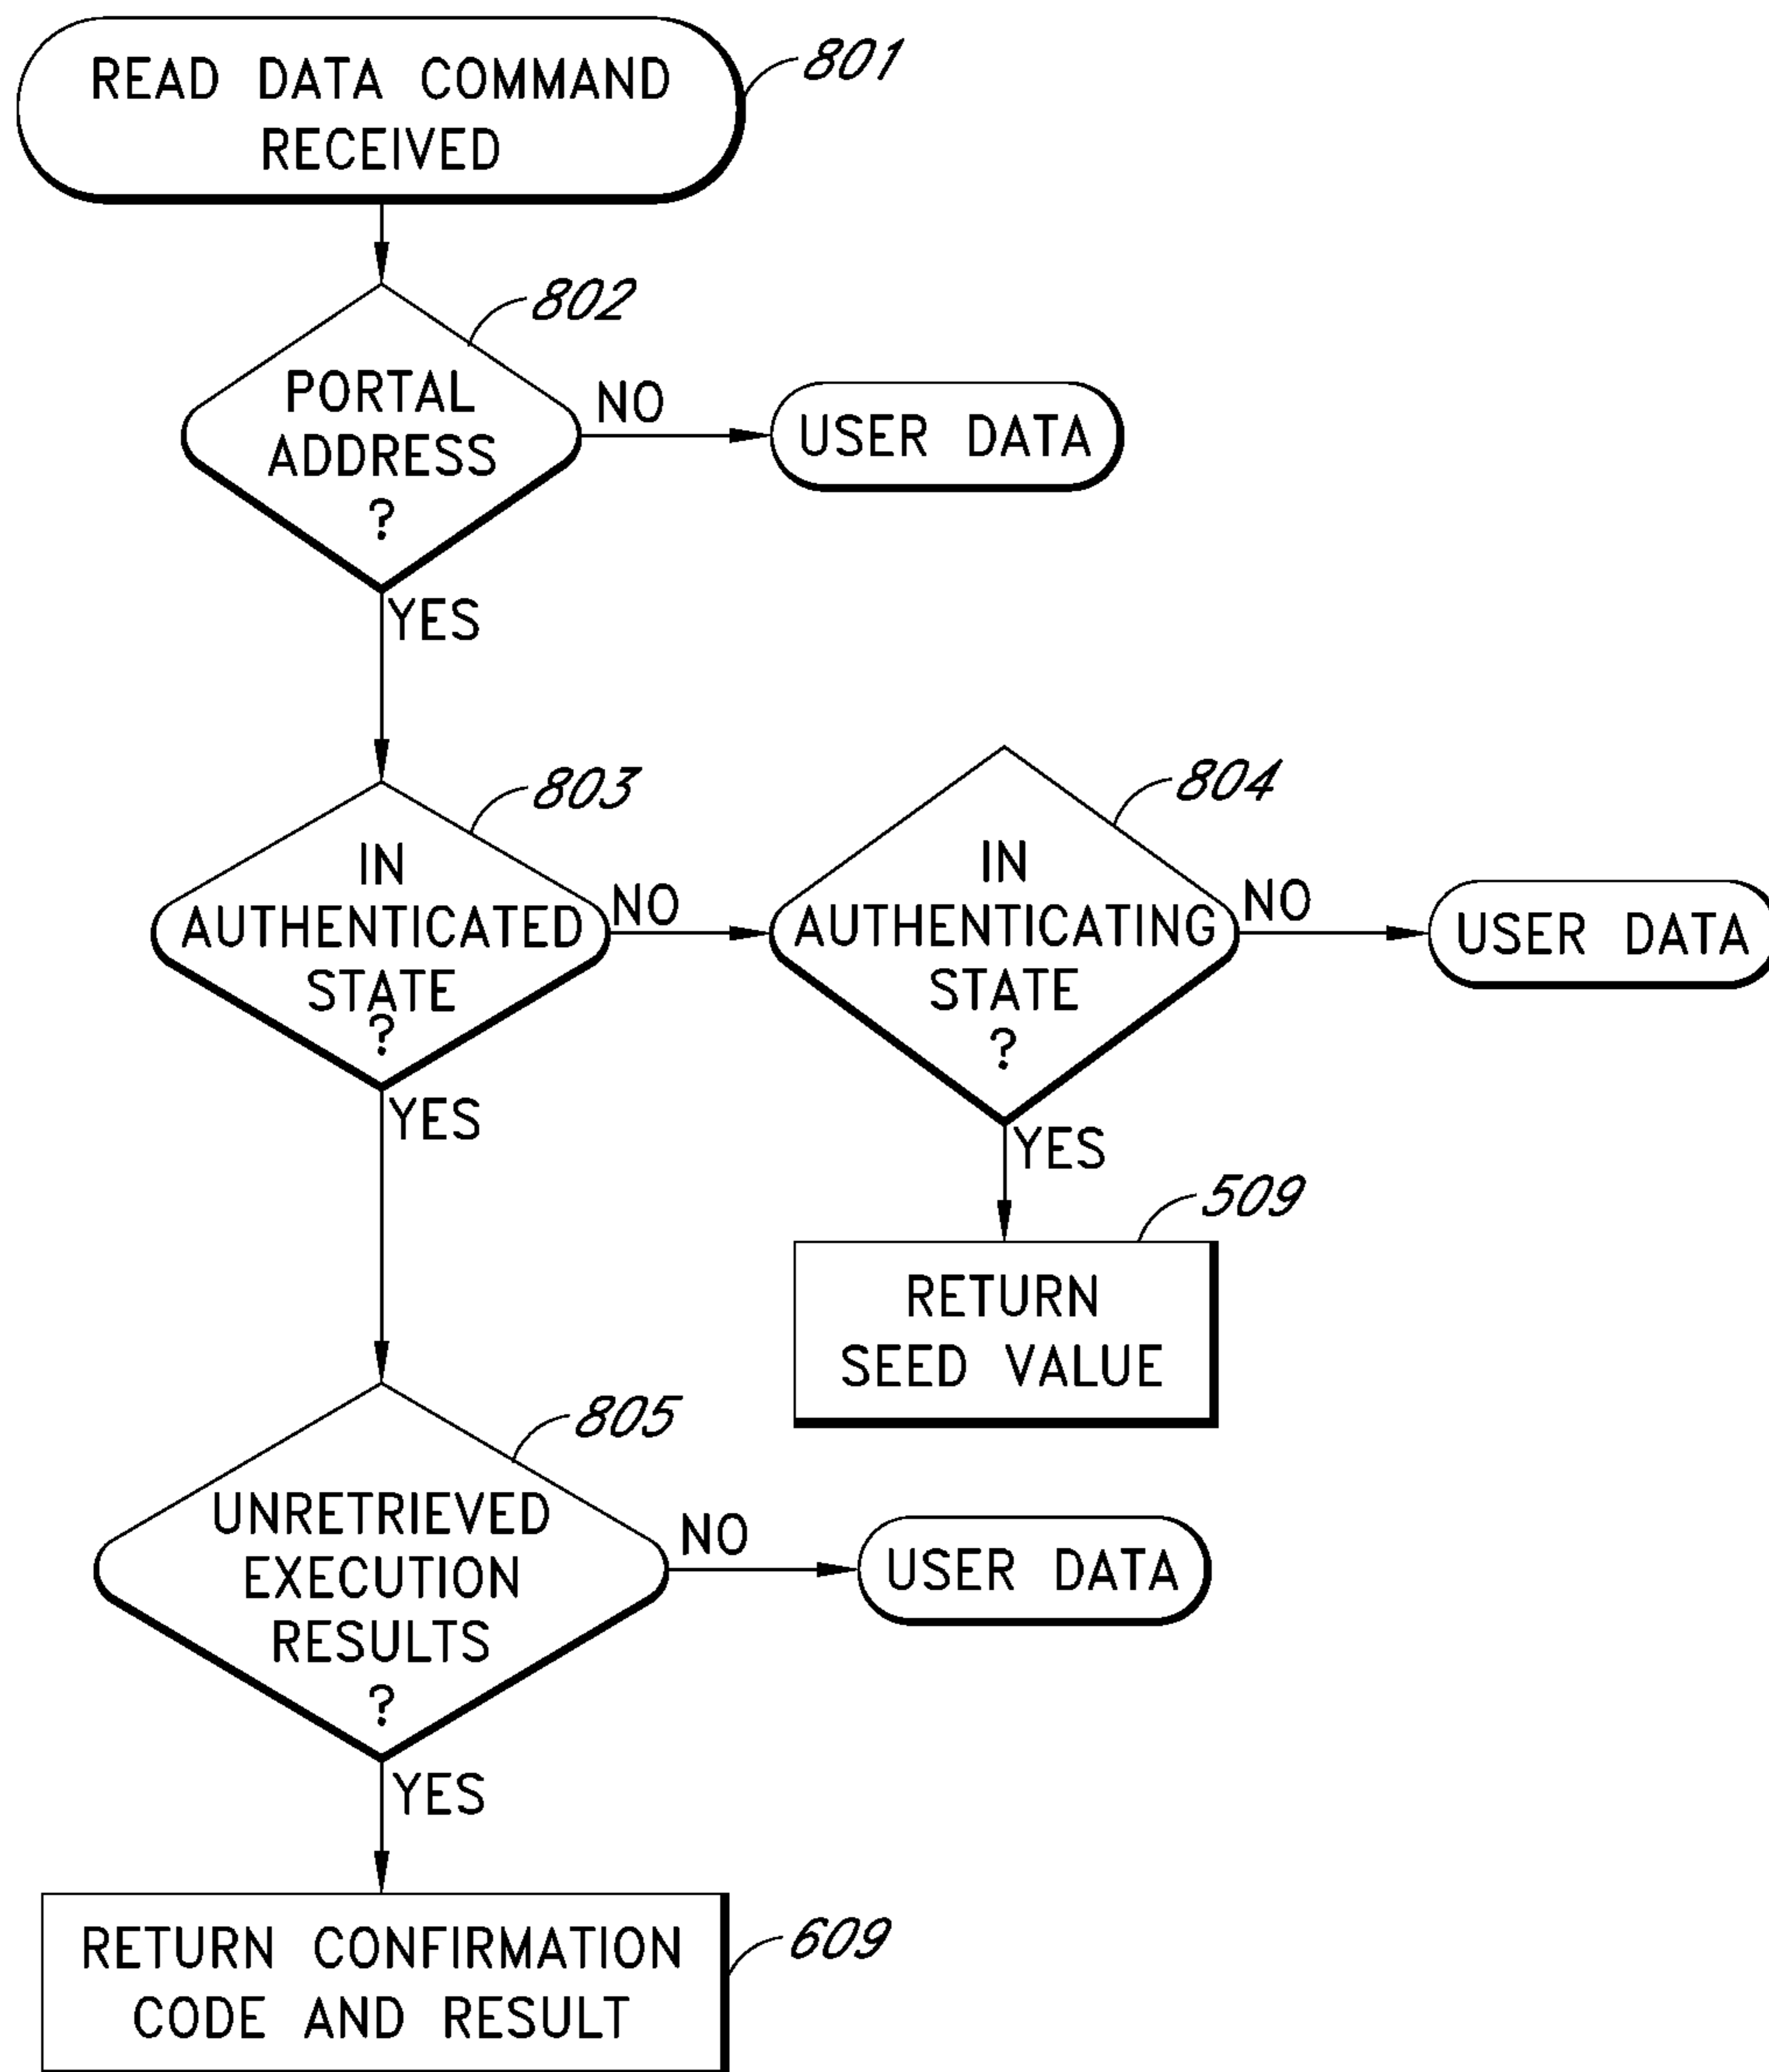 READ DATA COMMAND
RECEIVED
801
802
PORTAL
ADDRESS
?
NO
USER DATA
YES
803
IN
AUTHENTICATED
STATE
?
NO
804
IN
AUTHENTICATING
STATE
?
NO
USER DATA
YES
YES
509
RETURN
SEED VALUE
805
UNRETRIEVED
EXECUTION
RESULTS
?
NO
USER DATA
YES
RETURN CONFIRMATION
CODE AND RESULT
609